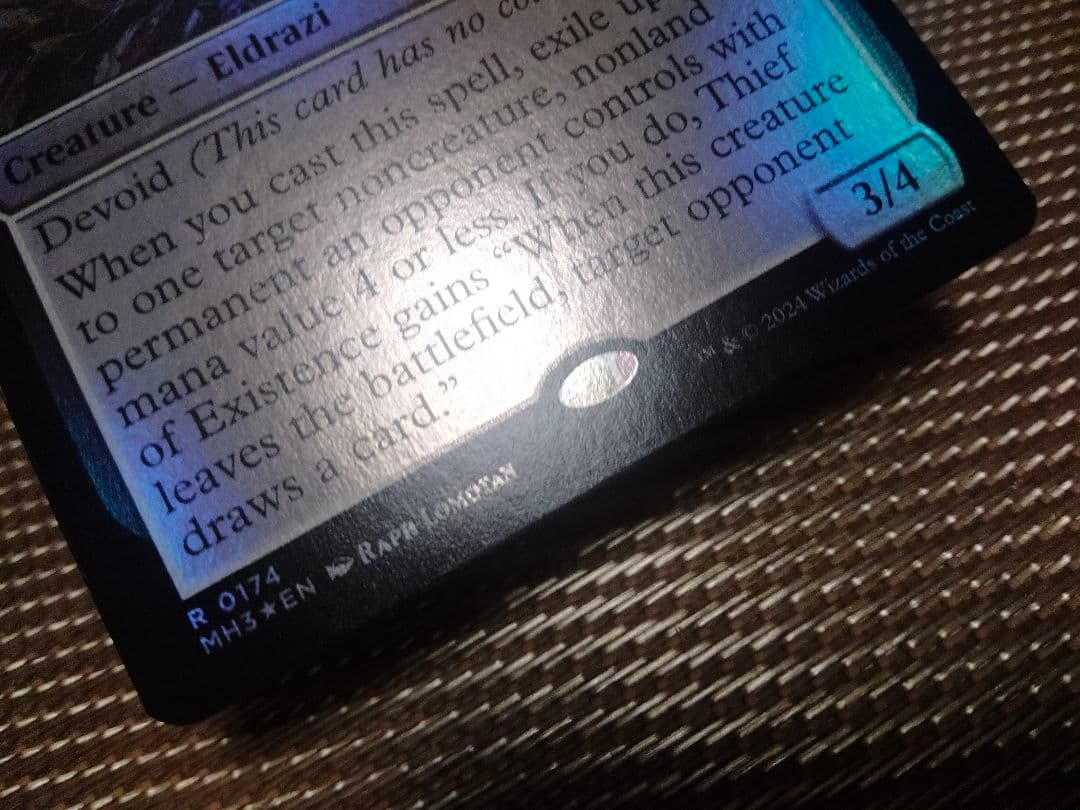 Creature — Eldrazi
Devoid (This card has no
When you cast this spell, exile
to one target noncreature, nonland
permanent an opponent controls with
mana value 4 or less. If you do, Thief
of Existence gains “When this creature
leaves the battlefield, target opponent
draws a card.”
3/4
R 0174
MH3★EN
™ & © 2024 Wizards of the Coast